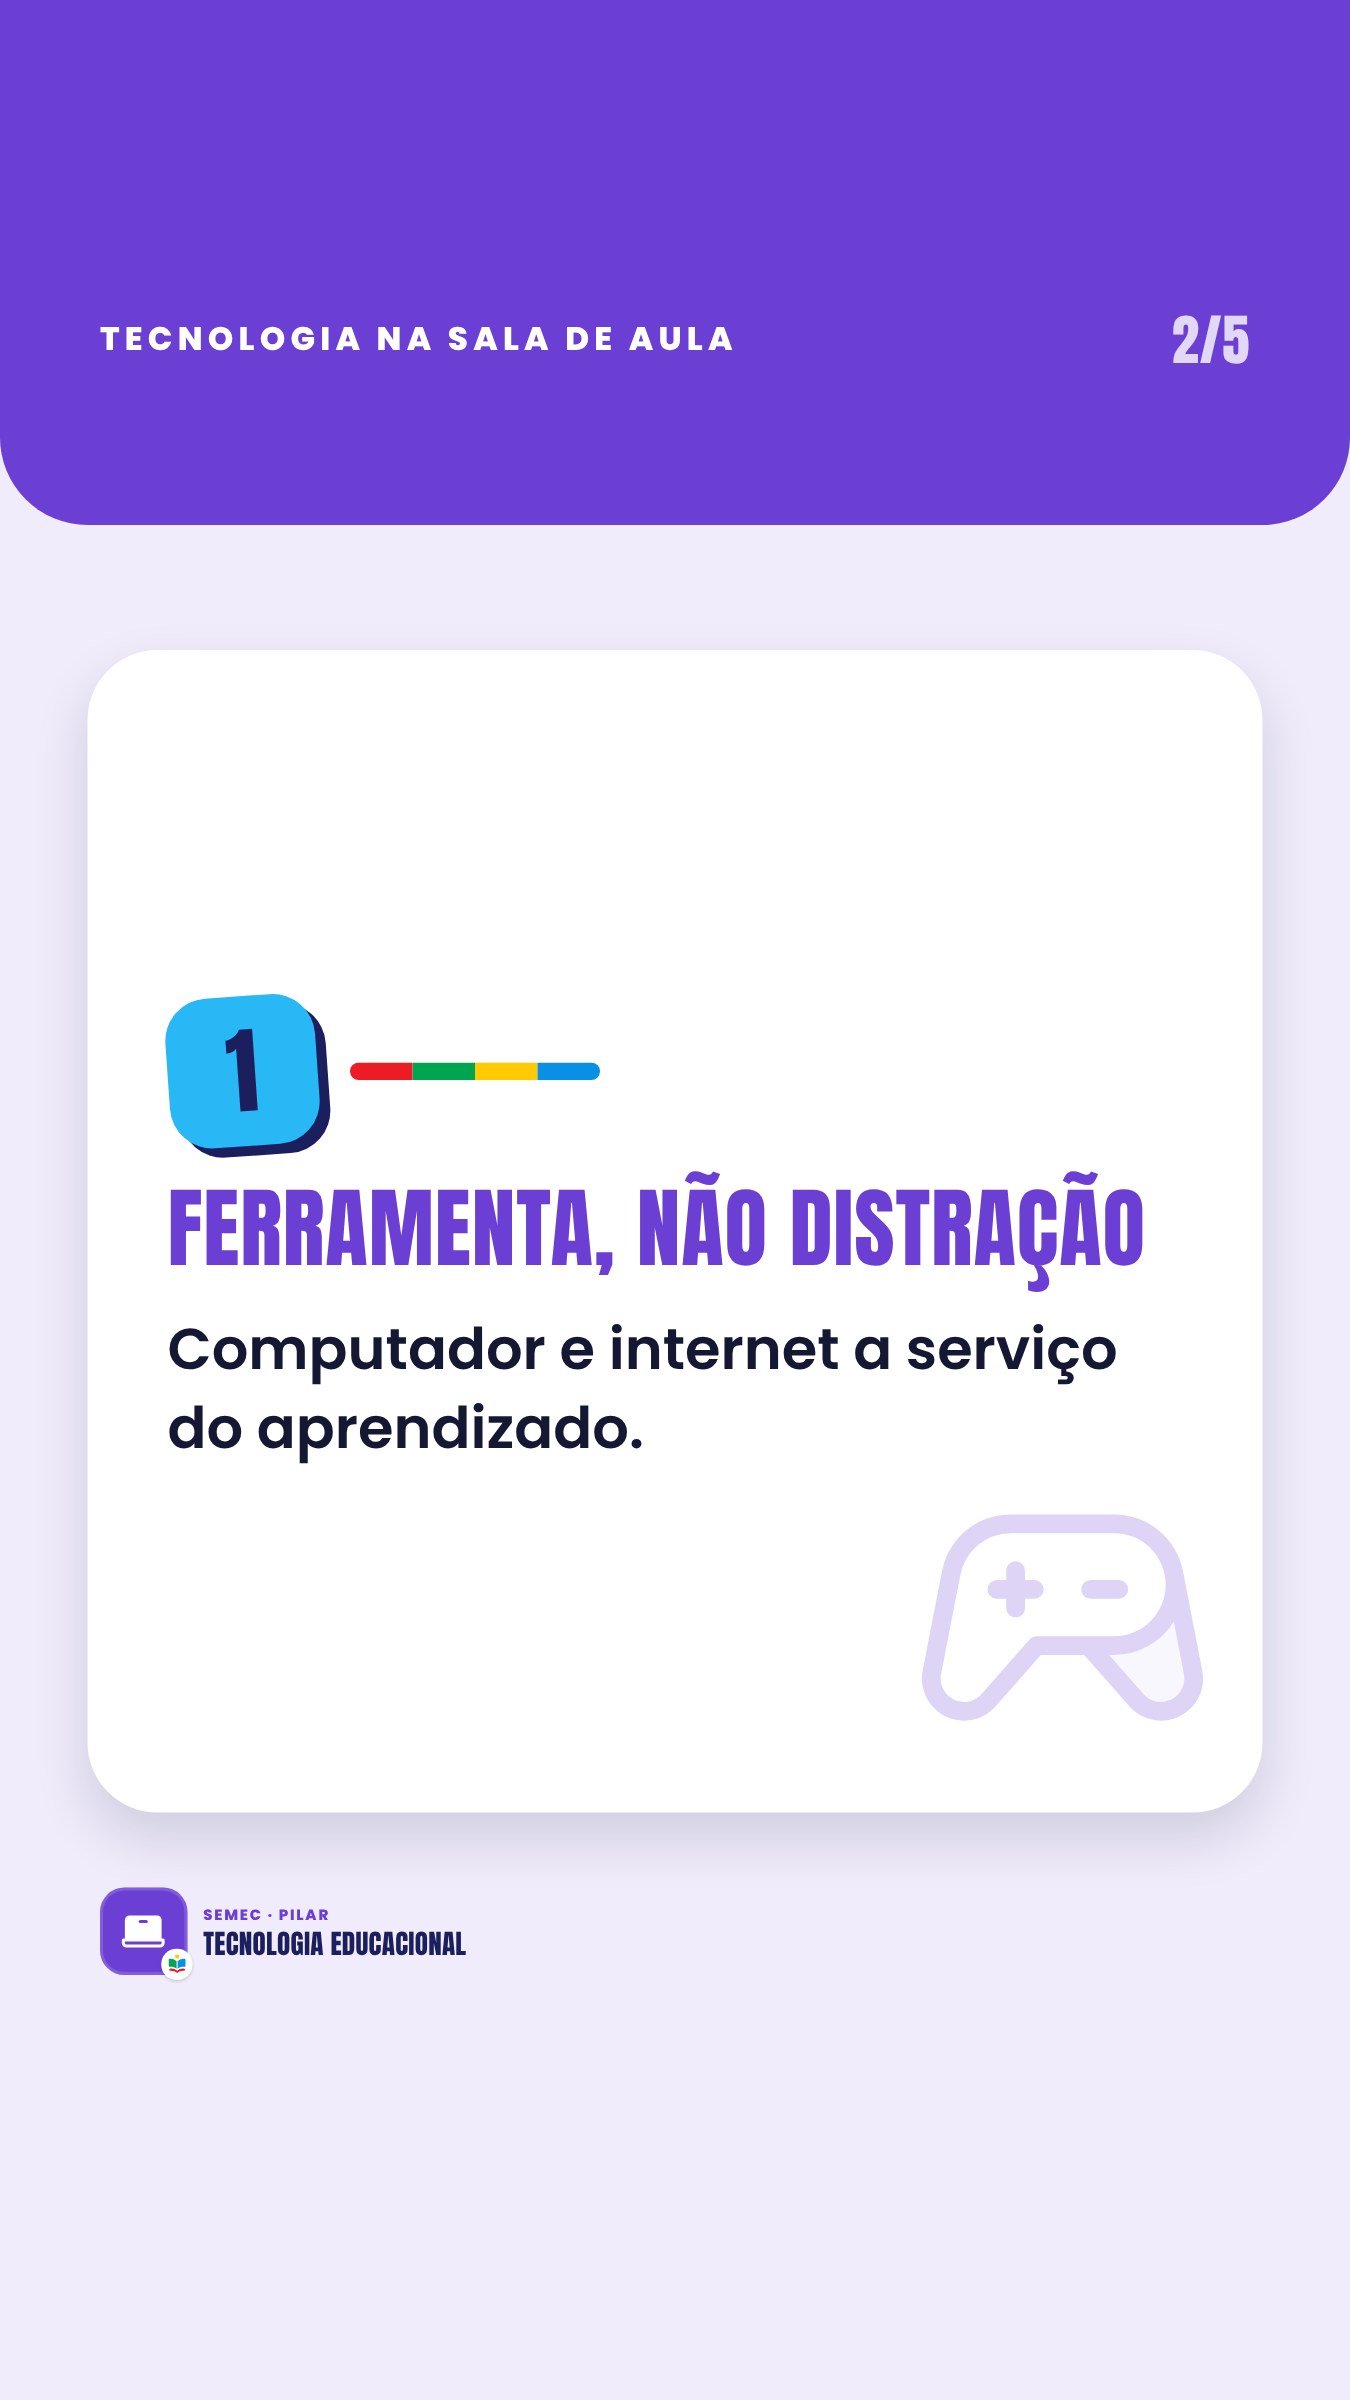 TECNOLOGIA NA SALA DE AULA
2/5
1
FERRAMENTA, NÃO DISTRAÇÃO
Computador e internet a serviço
do aprendizado.
SEMEC · PILAR
TECNOLOGIA EDUCACIONAL